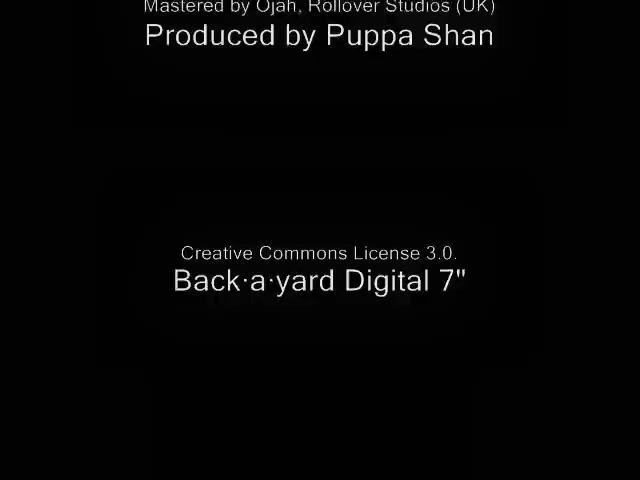 Mastered by Ojah, Rollover Studios (UK)
Produced by Puppa Shan
Creative Commons License 3.0.
Back·a·yard Digital 7"